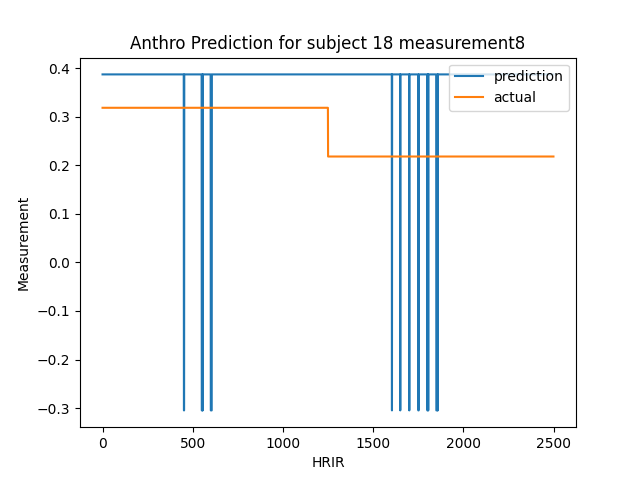 Anthro Prediction for subject 18 measurement8
prediction
actual
0.4
0.3
0.2
0.1
0.0
−0.1
−0.2
−0.3
Measurement
0 500 1000 1500 2000 2500
HRIR